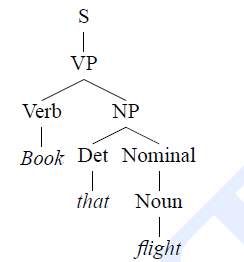 S
VP
Verb NP
Book Det Nominal
that Noun
flight